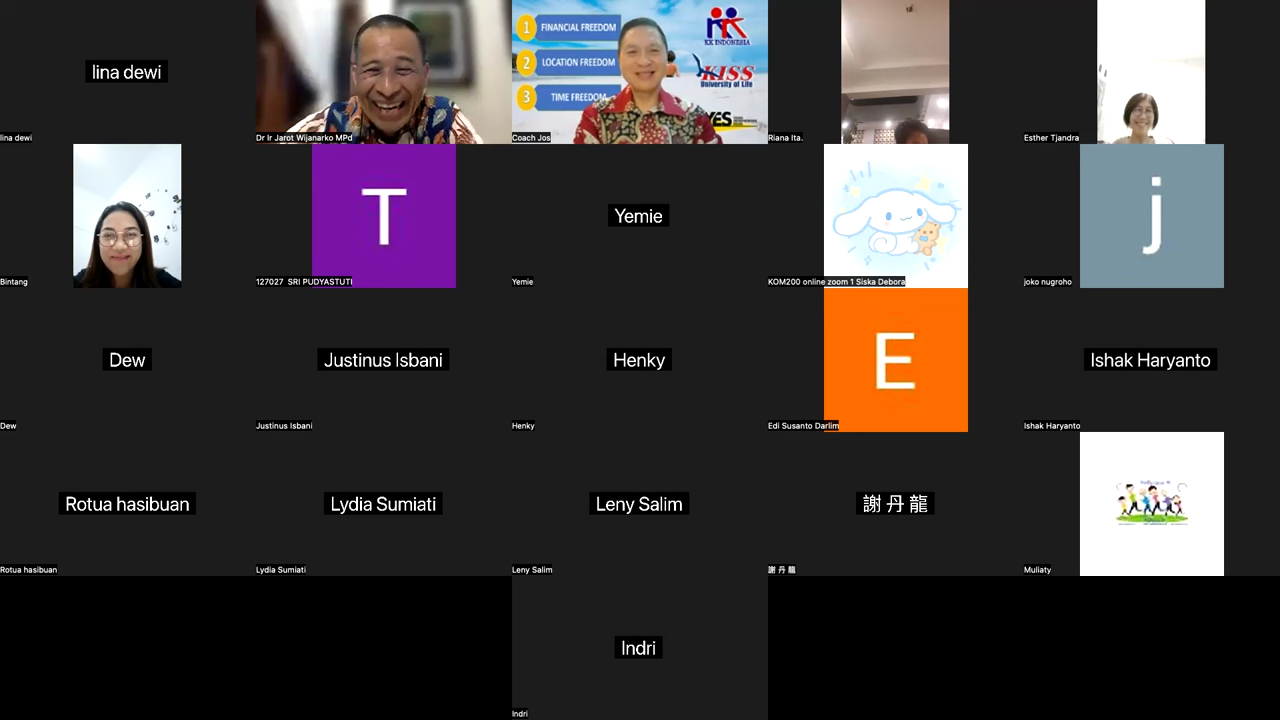 lina dewi
lina dewi
Dr Ir Jarot Wijanarko MPd
1 FINANCIAL FREEDOM
2 LOCATION FREEDOM
3 TIME FREEDOM
KK INDONESIA
KISS
University of Life
YES
Coach Jos
Riana Ita.
Esther Tjandra
Bintang
T
127027 SRI PUDYASTUTI
Yemie
Yemie
KOM200 online zoom 1 Siska Debora
j
joko nugroho
Dew
Dew
Justinus Isbani
Justinus Isbani
Henky
Henky
E
Edi Susanto Darlim
Ishak Haryanto
Ishak Haryanto
Rotua hasibuan
Rotua hasibuan
Lydia Sumiati
Lydia Sumiati
Leny Salim
Leny Salim
謝 丹 龍
謝 丹 龍
Muliaty
Indri
Indri